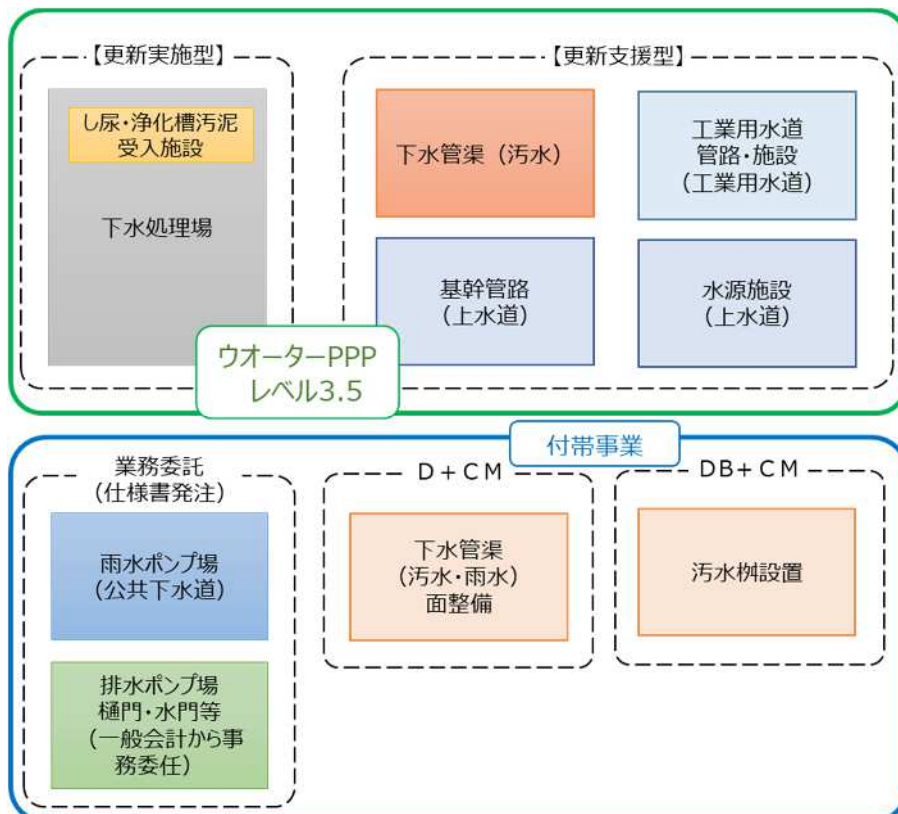 【更新実施型】
し尿・浄化槽汚泥
受入施設
下水処理場
【更新支援型】
下水管渠（汚水）
工業用水道
管路・施設
（工業用水道）
基幹管路
（上水道）
水源施設
（上水道）
ウオーターPPP
レベル3.5
付帯事業
業務委託
（仕様書発注）
雨水ポンプ場
（公共下水道）
排水ポンプ場
樋門・水門等
（一般会計から事
務委任）
D＋CM
下水管渠
（汚水・雨水）
面整備
DB＋CM
汚水桝設置